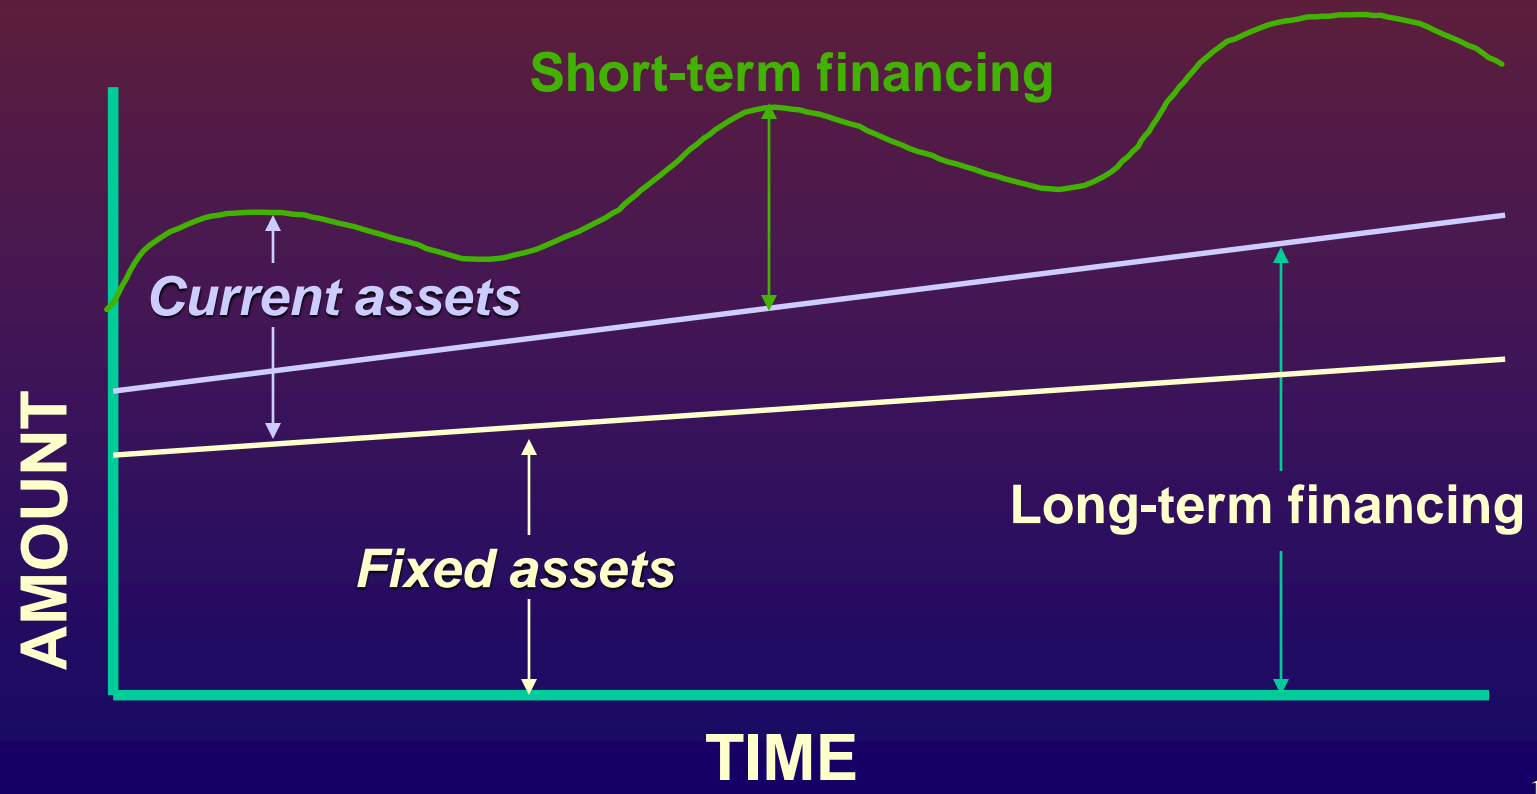 Short-term financing
Current assets
AMOUNT
Long-term financing
Fixed assets
TIME